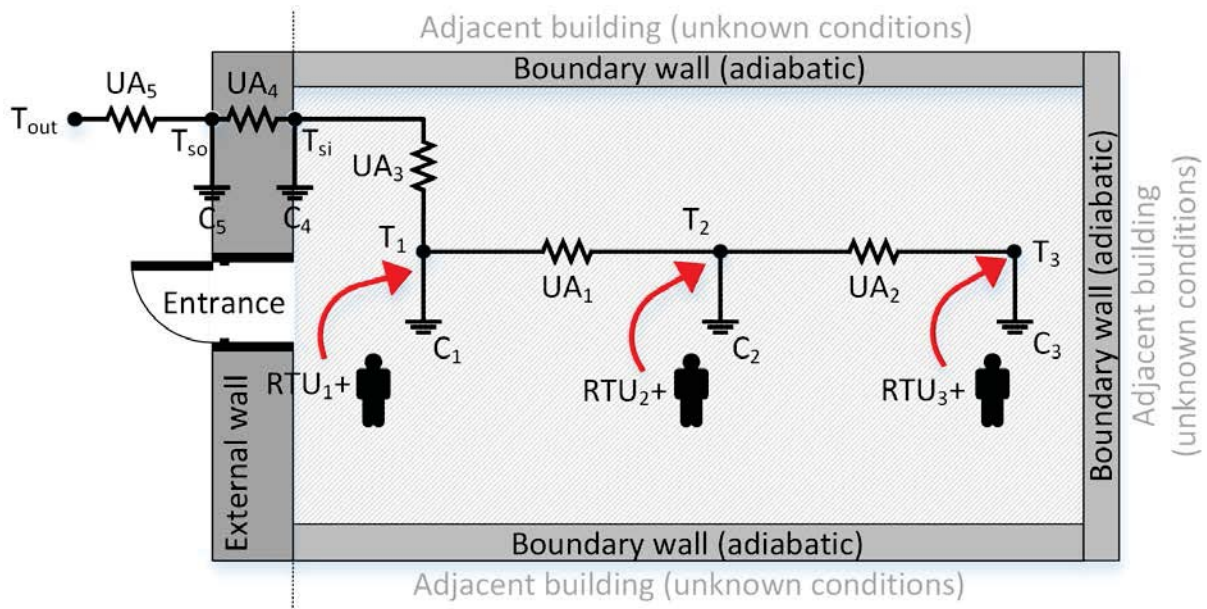 Adjacent building (unknown conditions)
Boundary wall (adiabatic)
UA5
UA4
Tout
Tso
Tsi
UA3
C5
C4
T1
T2
T3
UA1
UA2
Entrance
C1
C2
C3
RTU1+
RTU2+
RTU3+
External wall
Boundary wall (adiabatic)
Adjacent building
(unknown conditions)
Boundary wall (adiabatic)
Adjacent building (unknown conditions)